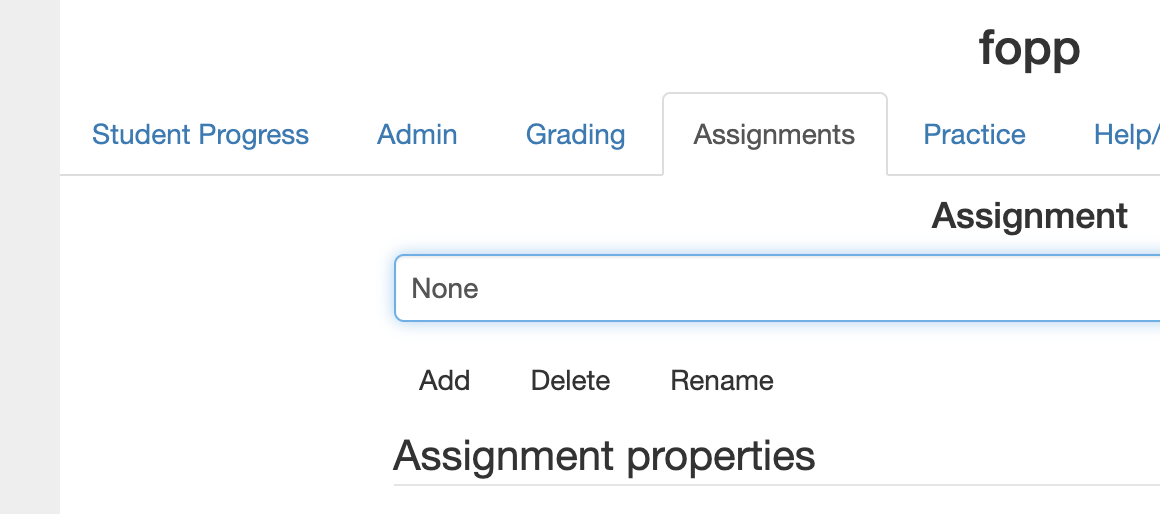 fopp
Student Progress Admin Grading Assignments Practice Help/
Assignment
None
Add Delete Rename
Assignment properties